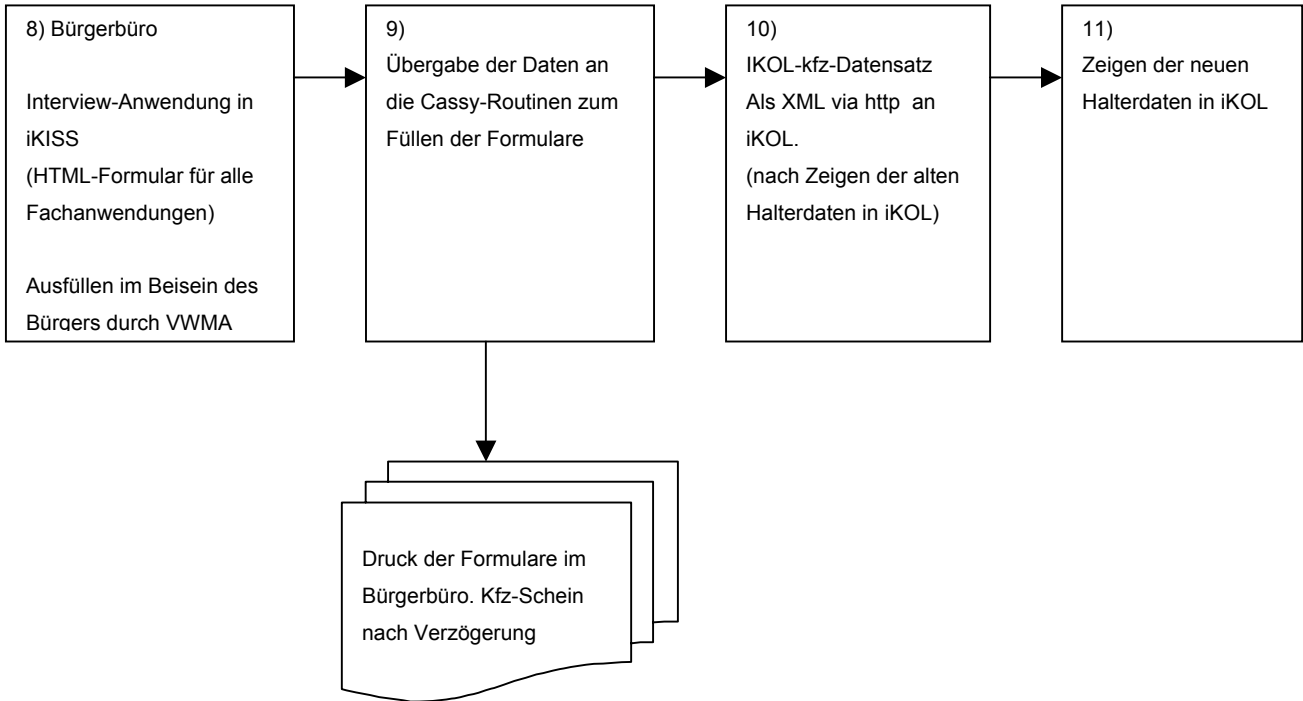 8) Bürgerbüro
Interview-Anwendung in
iKISS
(HTML-Formular für alle
Fachanwendungen)
Ausfüllen im Beisein des
Bürgers durch VWMA
9)
Übergabe der Daten an
die Cassy-Routinen zum
Füllen der Formulare
10)
IKOL-kfz-Datensatz
Als XML via http an
iKOL.
(nach Zeigen der alten
Halterdaten in iKOL)
11)
Zeigen der neuen
Halterdaten in iKOL
Druck der Formulare im
Bürgerbüro. Kfz-Schein
nach Verzögerung